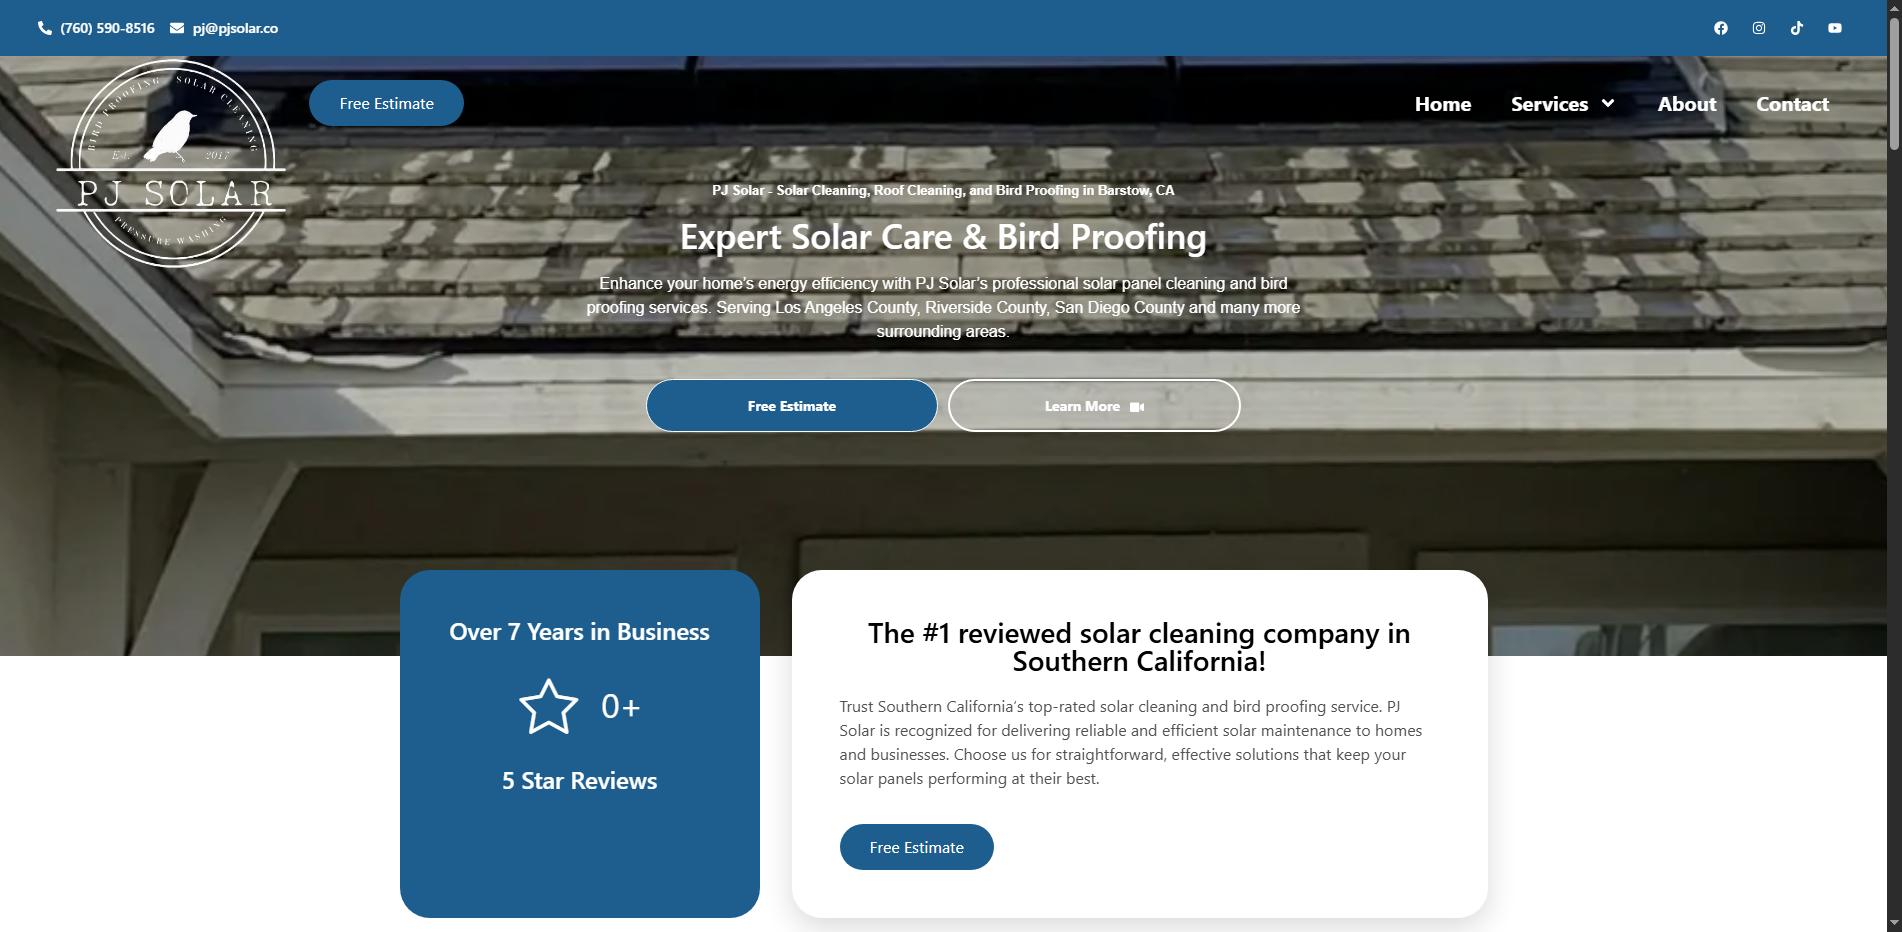 (760) 590-8516
pj@pjsolar.co
BIRD PROOFING
SOLAR CLEANING
Est. 2017
PJ SOLAR
PRESSURE WASHING
Free Estimate
Home
Services
About
Contact
PJ Solar - Solar Cleaning, Roof Cleaning, and Bird Proofing in Barstow, CA
Expert Solar Care & Bird Proofing
Enhance your home's energy efficiency with PJ Solar's professional solar panel cleaning and bird
proofing services. Serving Los Angeles County, Riverside County, San Diego County and many more
surrounding areas.
Free Estimate
Learn More
Over 7 Years in Business
0+
5 Star Reviews
The #1 reviewed solar cleaning company in
Southern California!
Trust Southern California's top-rated solar cleaning and bird proofing service. PJ
Solar is recognized for delivering reliable and efficient solar maintenance to homes
and businesses. Choose us for straightforward, effective solutions that keep your
solar panels performing at their best.
Free Estimate